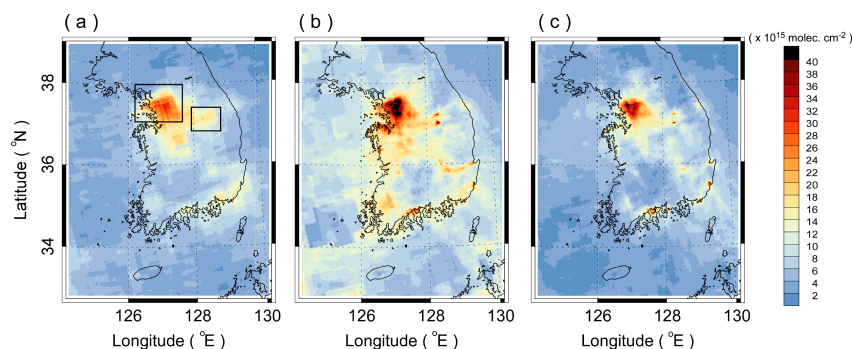 ( a )
( b )
( c )
( x 10¹⁵ molec. cm⁻² )
Latitude ( °N )
38
36
34
126 128 130
126 128 130
126 128 130
Longitude ( °E )
Longitude ( °E )
Longitude ( °E )
40
38
36
34
32
30
28
26
24
22
20
18
16
14
12
10
8
6
4
2